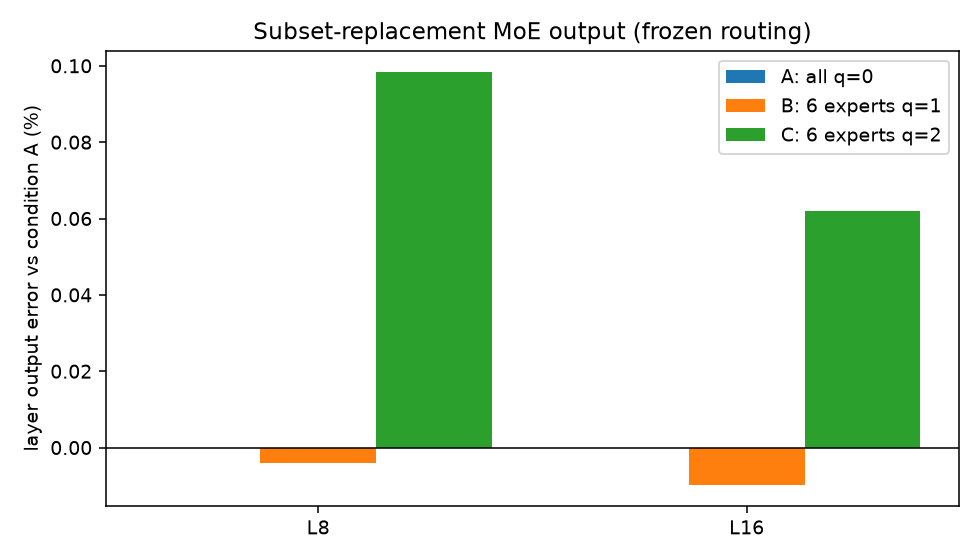 Subset-replacement MoE output (frozen routing)
layer output error vs condition A (%)
0.10
0.08
0.06
0.04
0.02
0.00
A: all q=0
B: 6 experts q=1
C: 6 experts q=2
L8
L16